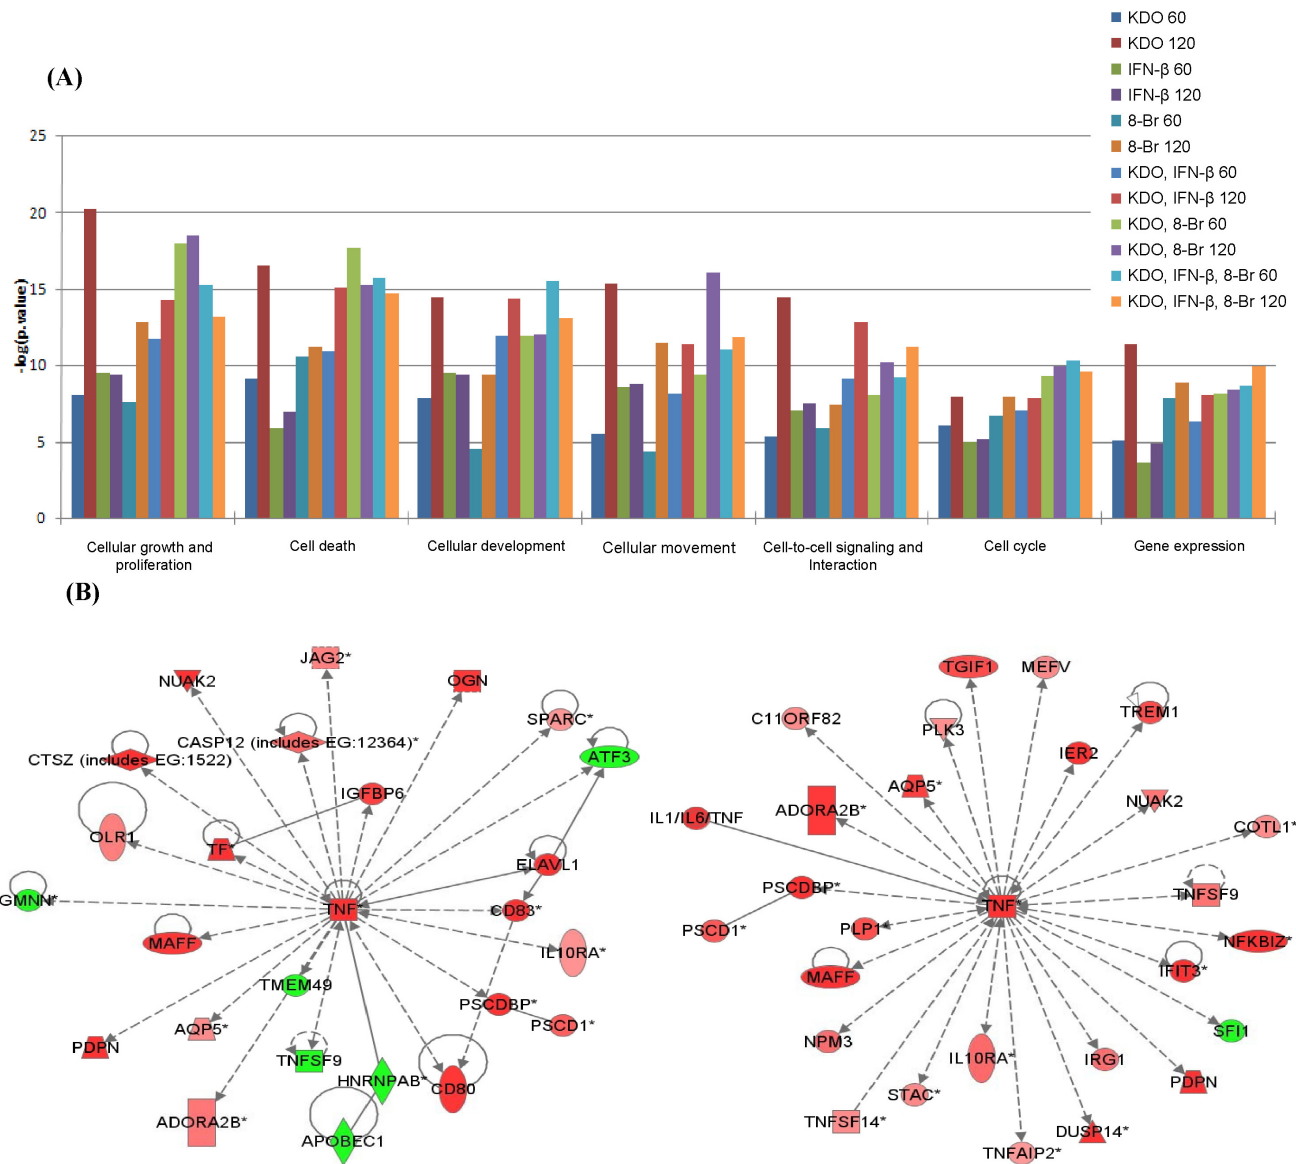 KDO 60
KDO 120
(A)
IFN-β 60
IFN-β 120
8-Br 60
8-Br 120
KDO, IFN-β 60
KDO, IFN-β 120
KDO, 8-Br 60
KDO, 8-Br 120
KDO, IFN-β, 8-Br 60
KDO, IFN-β, 8-Br 120
-log(p.value)
25
20
15
10
5
0
Cellular growth and
proliferation
Cell death
Cellular development
Cellular movement
Cell-to-cell signaling and
Interaction
Cell cycle
Gene expression
(B)
JAG2*
NUAK2
OGN
SPARC*
CASP12 (includes EG:12364)*
CTSZ (includes EG:1522)
ATF3
IGFBP6
OLR1
TF*
ELAVL1
GMNN*
TNF*
CD83*
MAFF
IL10RA*
TMEM49
PSCDBP*
AQP5*
PSCD1*
PDPN
TNFSF9
HNRNPAB*
CD80
ADORA2B*
APOBEC1
TGIF1
MEFV
C11ORF82
PLK3
TREM1
IER2
AQP5*
NUAK2
ADORA2B*
IL1/IL6/TNF
COTL1*
PSCDBP*
TNFSF9
TNF*
PSCD1*
PLP1*
NFKBIZ*
MAFF
IFIT3*
SFI1
NPM3
IL10RA*
IRG1
PDPN
STAC*
TNFSF14*
DUSP14*
TNFAIP2*